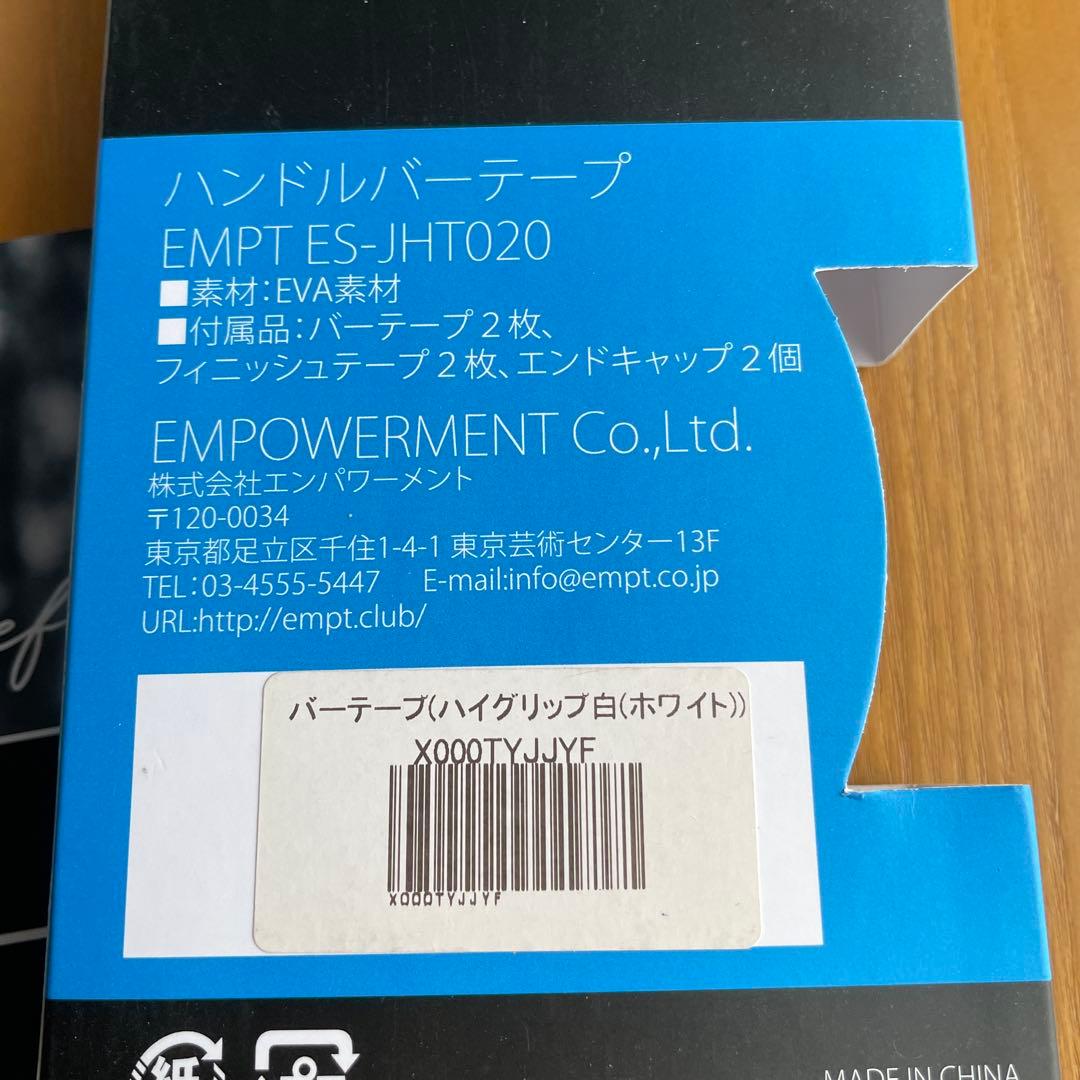 ハンドルバーテープ
EMPT ES-JHT020
■素材：EVA素材
■付属品：バーテープ２枚、
フィニッシュテープ２枚、エンドキャップ２個
EMPOWERMENT Co.,Ltd.
株式会社エンパワーメント
〒120-0034
東京都足立区千住1-4-1 東京芸術センター13F
TEL：03-4555-5447 E-mail:info@empt.co.jp
URL:http://empt.club/
バーテープ(ハイグリップ白(ホワイト))
X000TYJJYF
X000TYJJYF
紙
MADE IN CHINA